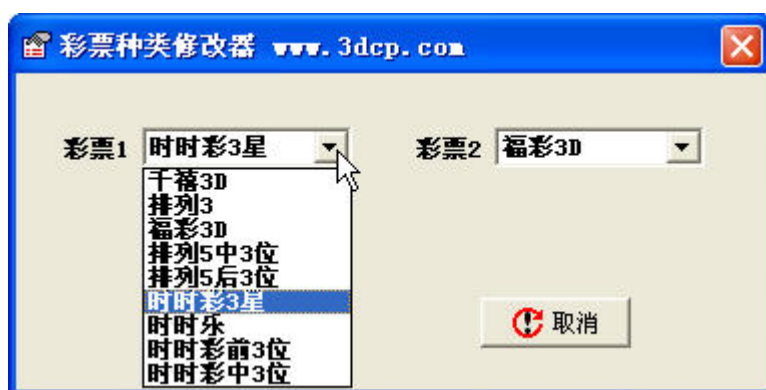 彩票种类修改器 www.3dcp.com
彩票1 时时彩3星 彩票2 福彩3D
千禧3D
排列3
福彩3D
排列5中3位
排列5后3位
时时彩3星
时时乐
时时彩前3位
时时彩中3位
取消